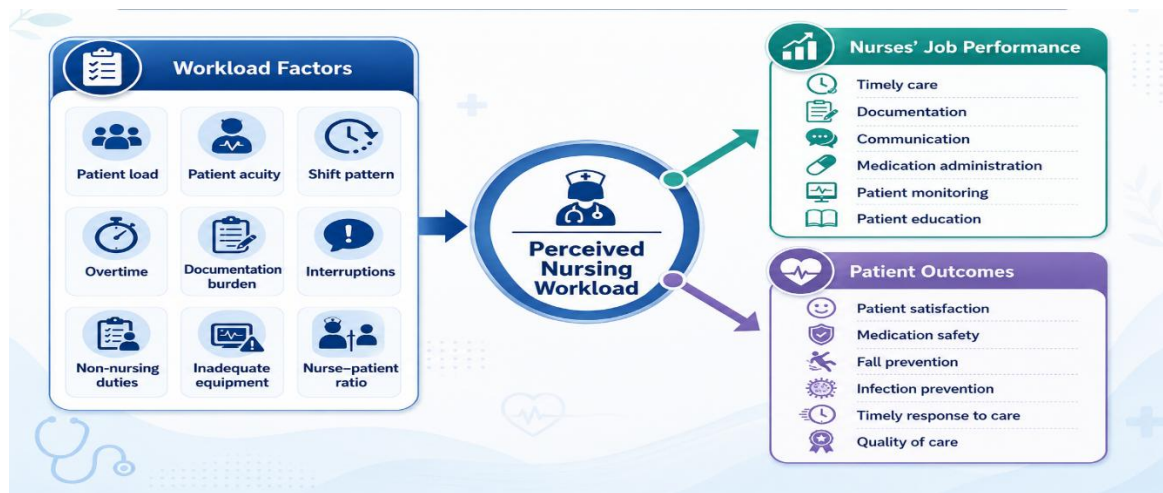 Workload Factors
Patient load
Patient acuity
Shift pattern
Overtime
Documentation
burden
Interruptions
Non-nursing
duties
Inadequate
equipment
Nurse–patient
ratio
Perceived
Nursing
Workload
Nurses’ Job Performance
Timely care
Documentation
Communication
Medication administration
Patient monitoring
Patient education
Patient Outcomes
Patient satisfaction
Medication safety
Fall prevention
Infection prevention
Timely response to care
Quality of care